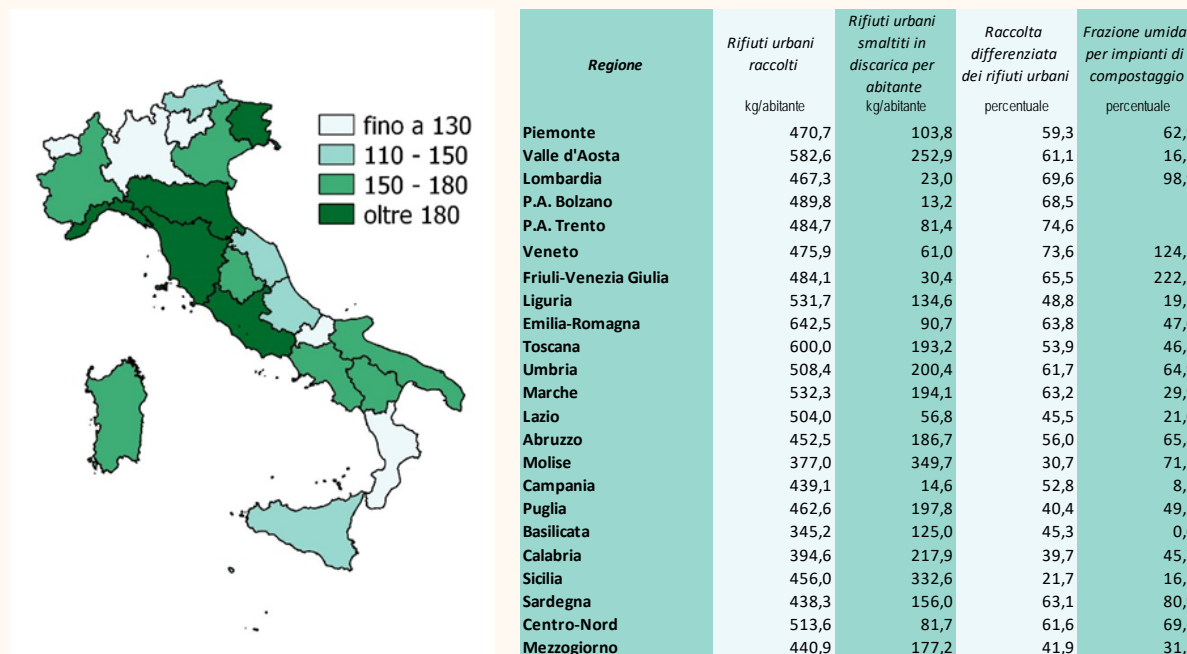 fino a 130
110 - 150
150 - 180
oltre 180
Regione
Rifiuti urbani
raccolti
Rifiuti urbani
smaltiti in
discarica per
abitante
Raccolta
differenziata
dei rifiuti urbani
Frazione umida
per impianti di
compostaggio
kg/abitante kg/abitante percentuale percentuale
Piemonte 470,7 103,8 59,3 62,
Valle d'Aosta 582,6 252,9 61,1 16,
Lombardia 467,3 23,0 69,6 98,
P.A. Bolzano 489,8 13,2 68,5
P.A. Trento 484,7 81,4 74,6
Veneto 475,9 61,0 73,6 124,
Friuli-Venezia Giulia 484,1 30,4 65,5 222,
Liguria 531,7 134,6 48,8 19,
Emilia-Romagna 642,5 90,7 63,8 47,
Toscana 600,0 193,2 53,9 46,
Umbria 508,4 200,4 61,7 64,
Marche 532,3 194,1 63,2 29,
Lazio 504,0 56,8 45,5 21,
Abruzzo 452,5 186,7 56,0 65,
Molise 377,0 349,7 30,7 71,
Campania 439,1 14,6 52,8 8,
Puglia 462,6 197,8 40,4 49,
Basilicata 345,2 125,0 45,3 0,
Calabria 394,6 217,9 39,7 45,
Sicilia 456,0 332,6 21,7 16,
Sardegna 438,3 156,0 63,1 80,
Centro-Nord 513,6 81,7 61,6 69,
Mezzogiorno 440,9 177,2 41,9 31,